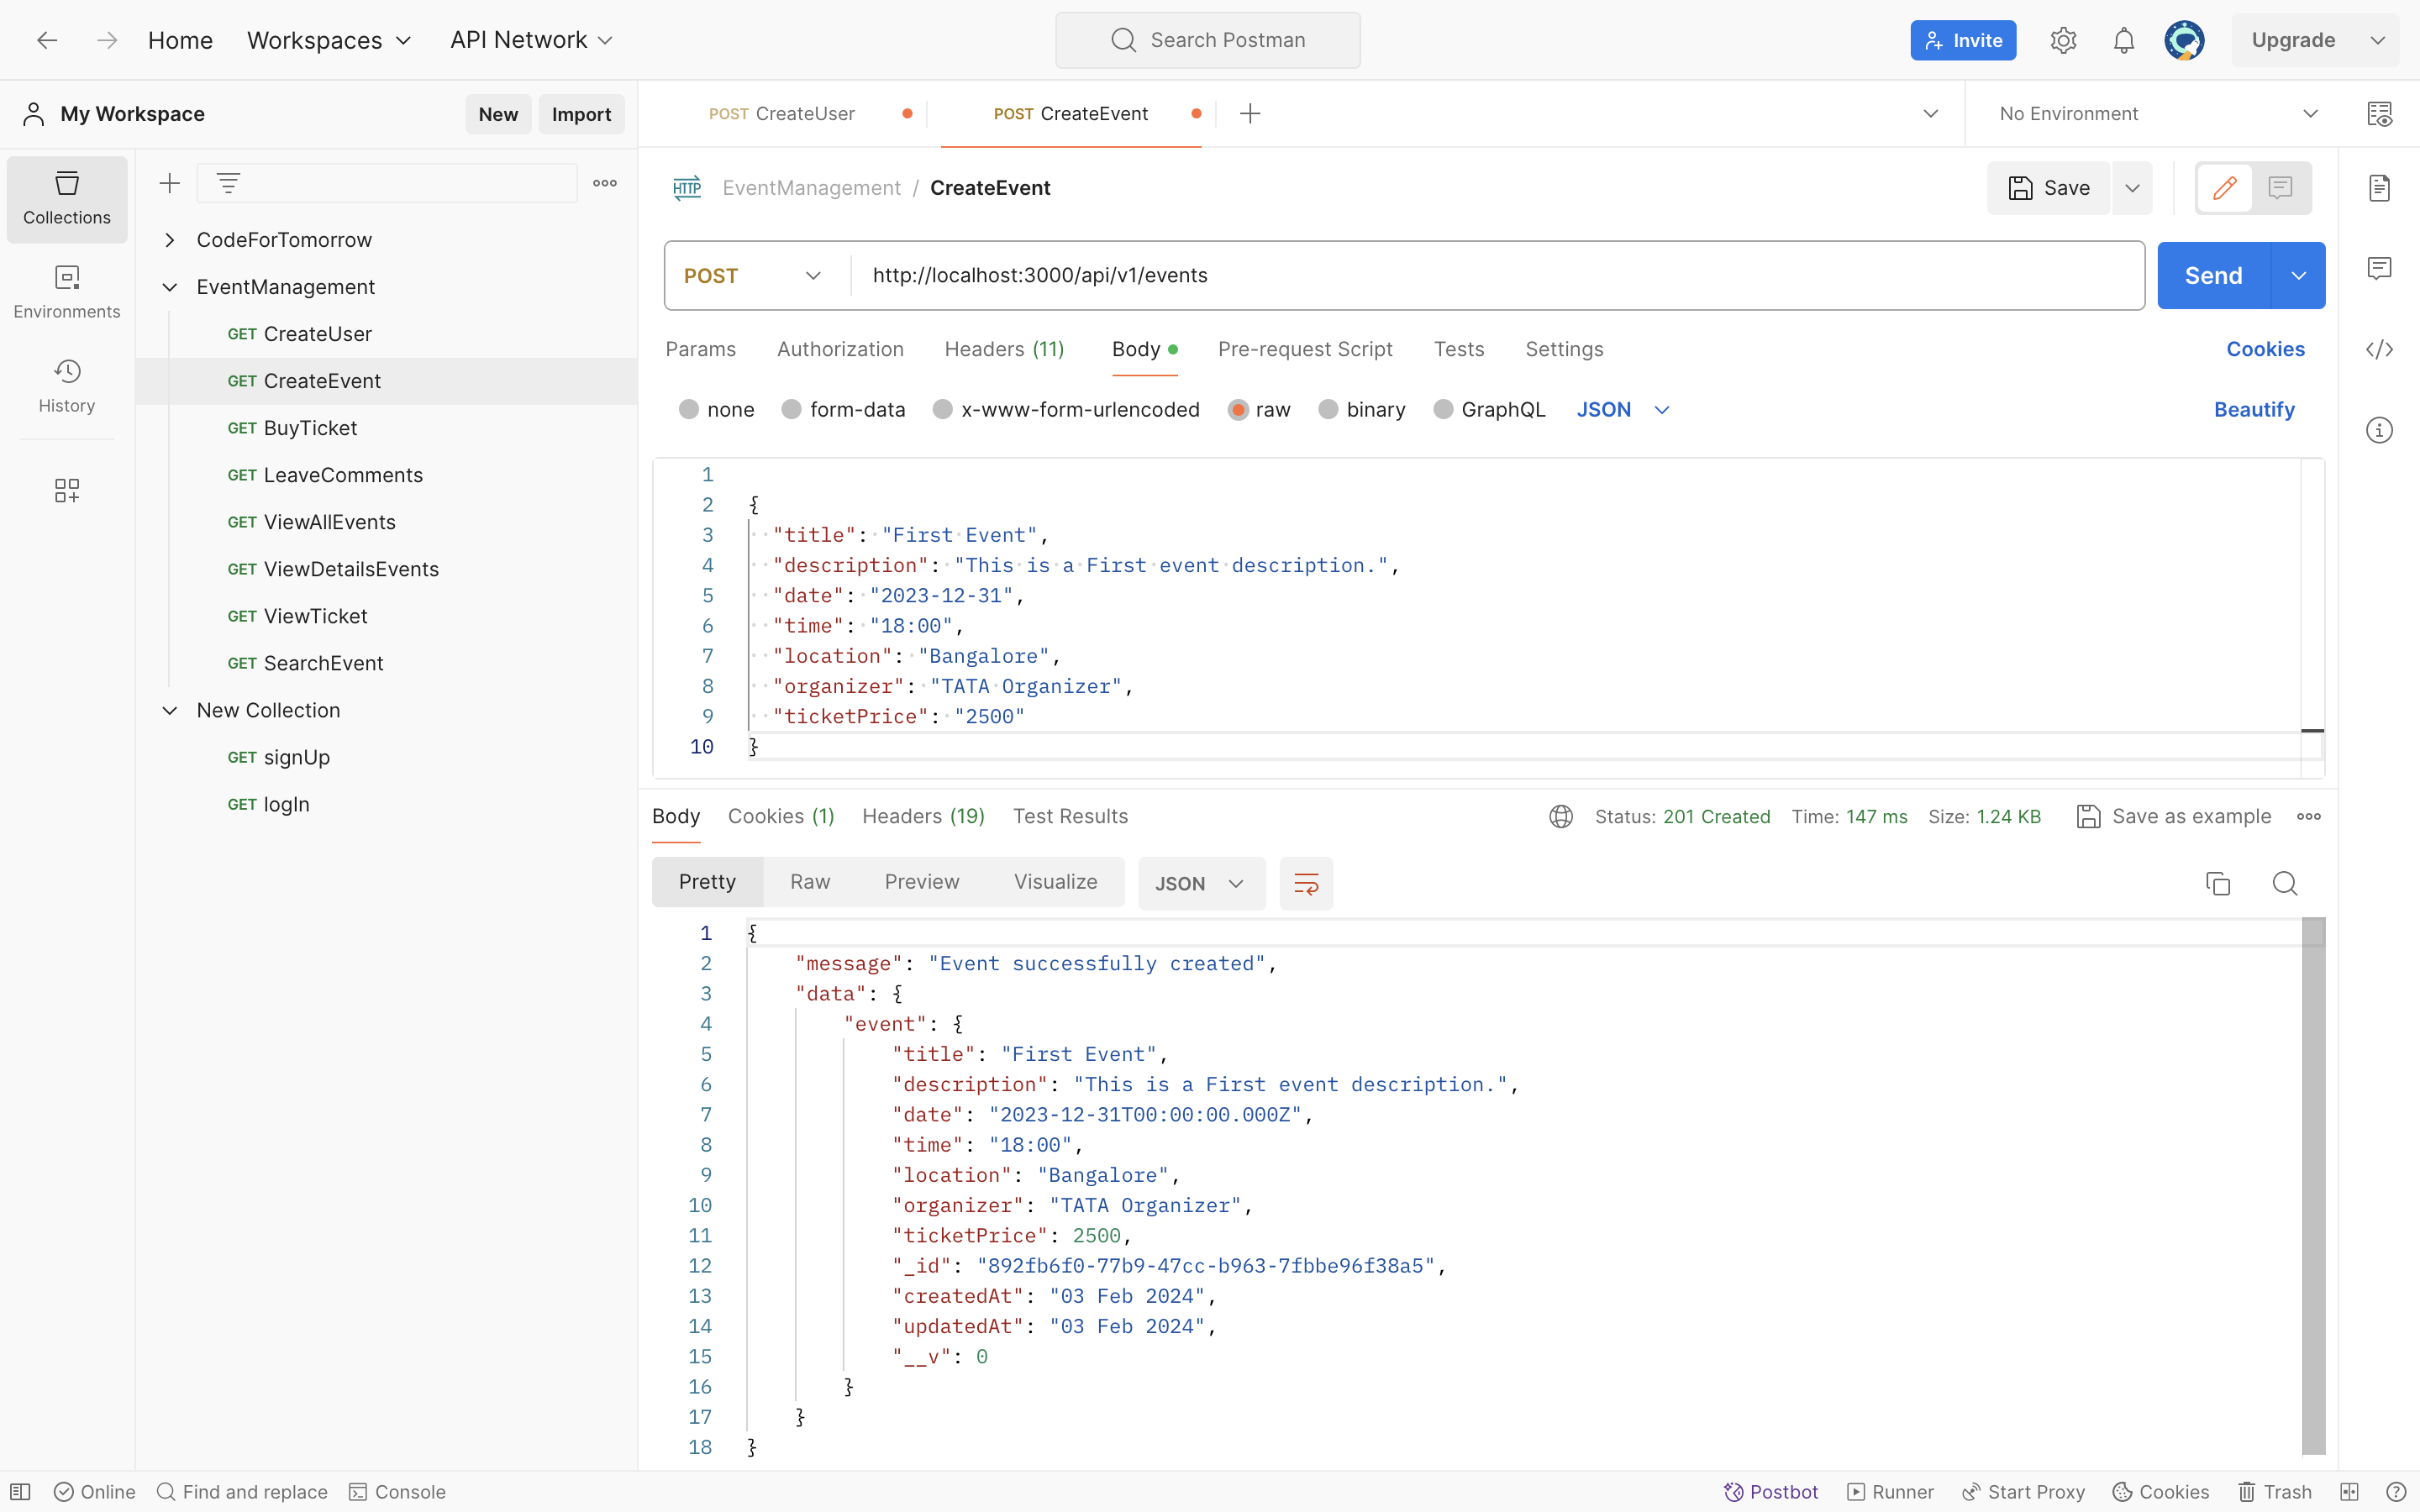 Home Workspaces API Network Search Postman Invite Upgrade
My Workspace New Import POST CreateUser POST CreateEvent No Environment
Collections
Environments
History
CodeForTomorrow
EventManagement
GET CreateUser
GET CreateEvent
GET BuyTicket
GET LeaveComments
GET ViewAllEvents
GET ViewDetailsEvents
GET ViewTicket
GET SearchEvent
New Collection
GET signUp
GET logIn
HTTP EventManagement / CreateEvent Save
POST http://localhost:3000/api/v1/events Send
Params Authorization Headers (11) Body Pre-request Script Tests Settings Cookies
none form-data x-www-form-urlencoded raw binary GraphQL JSON Beautify
1
2 {
3 "title": "First Event",
4 "description": "This is a First event description.",
5 "date": "2023-12-31",
6 "time": "18:00",
7 "location": "Bangalore",
8 "organizer": "TATA Organizer",
9 "ticketPrice": "2500"
10 }
Body Cookies (1) Headers (19) Test Results Status: 201 Created Time: 147 ms Size: 1.24 KB Save as example
Pretty Raw Preview Visualize JSON
1 {
2 "message": "Event successfully created",
3 "data": {
4 "event": {
5 "title": "First Event",
6 "description": "This is a First event description.",
7 "date": "2023-12-31T00:00:00.000Z",
8 "time": "18:00",
9 "location": "Bangalore",
10 "organizer": "TATA Organizer",
11 "ticketPrice": 2500,
12 "_id": "892fb6f0-77b9-47cc-b963-7fbbe96f38a5",
13 "createdAt": "03 Feb 2024",
14 "updatedAt": "03 Feb 2024",
15 "__v": 0
16 }
17 }
18 }
Online Find and replace Console Postbot Runner Start Proxy Cookies Trash